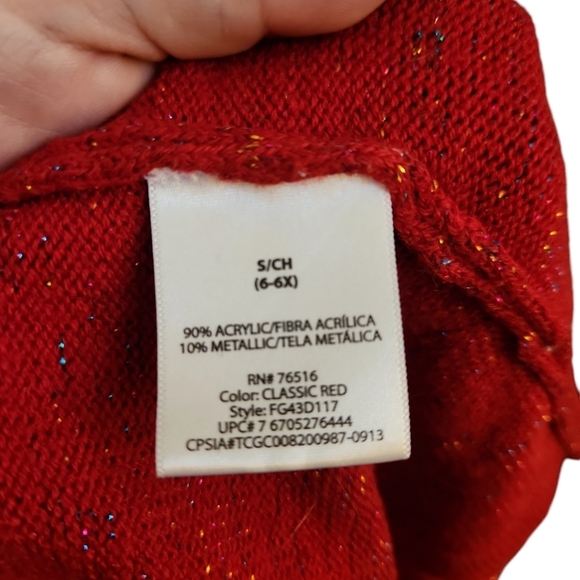 S/CH
(6-6X)
90% ACRYLIC/FIBRA ACRÍLICA
10% METALLIC/TELA METÁLICA
RN# 76516
Color: CLASSIC RED
Style: FG43D117
UPC# 7 6705276444
CPSIA#TCGC008200987-0913